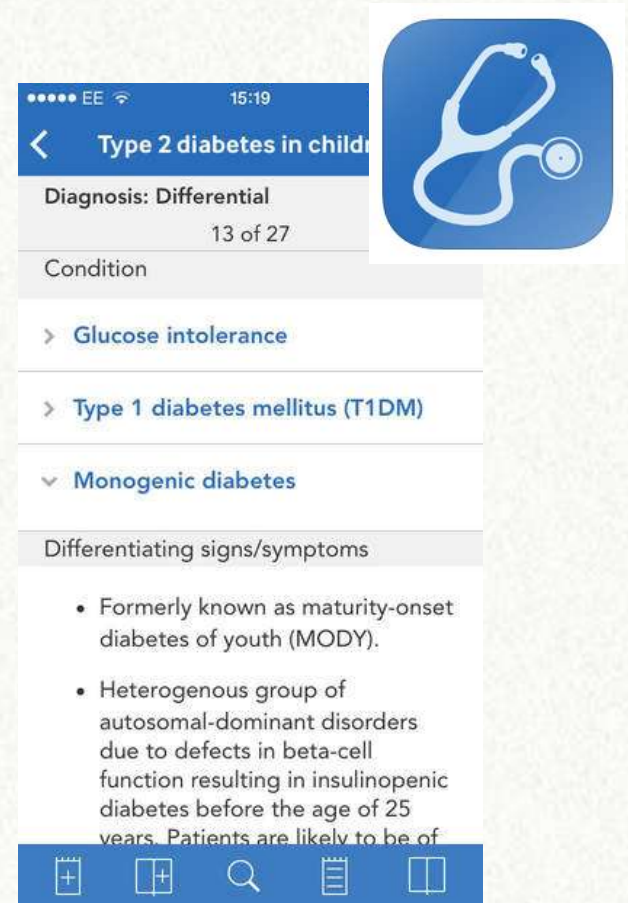 EE 15:19
Type 2 diabetes in
Diagnosis: Differential
13 of 27
Condition
Glucose intolerance
Type 1 diabetes mellitus (T1DM)
Monogenic diabetes
Differentiating signs/symptoms
• Formerly known as maturity-onset
diabetes of youth (MODY).
• Heterogenous group of
autosomal-dominant disorders
due to defects in beta-cell
function resulting in insulinopenic
diabetes before the age of 25
years. Patients are likely to be of